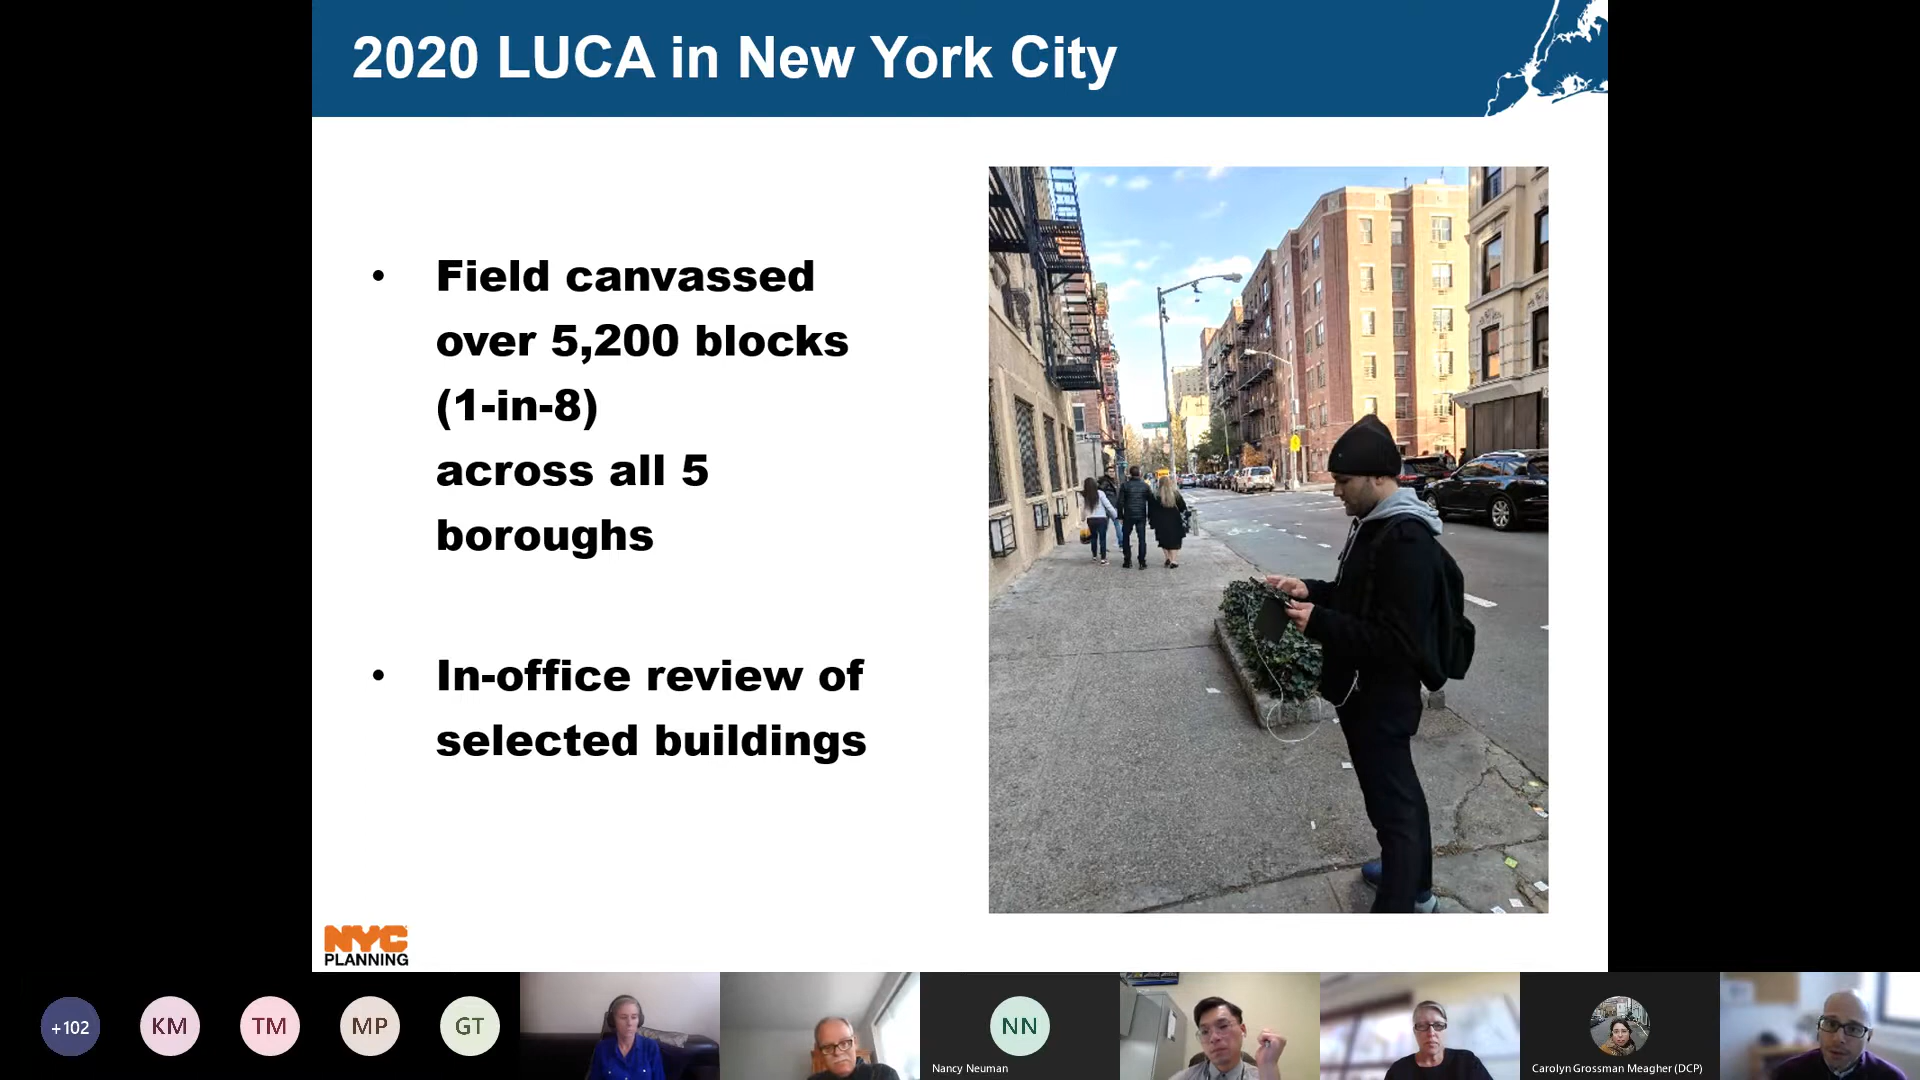 2020 LUCA in New York City
• Field canvassed
over 5,200 blocks
(1-in-8)
across all 5
boroughs
• In-office review of
selected buildings
NYC
PLANNING
+102
KM
TM
MP
GT
NN
Nancy Neuman
Carolyn Grossman Meagher (DCP)